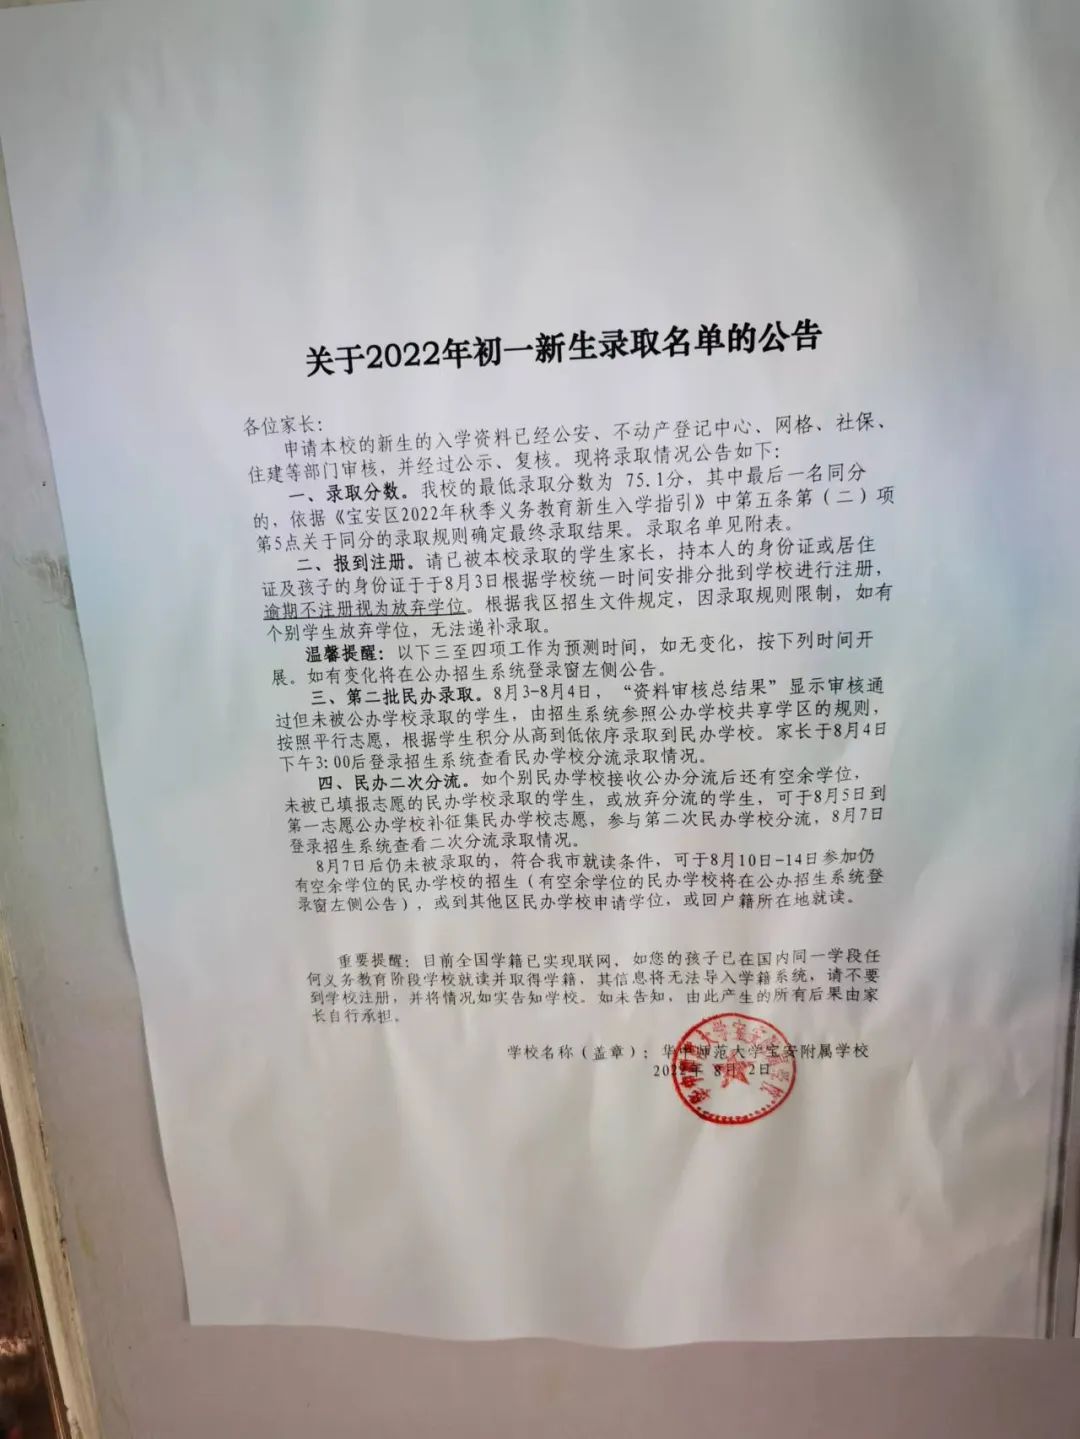 关于2022年初一新生录取名单的公告
各位家长：
申请本校的新生的入学资料已经公安、不动产登记中心、网格、社保、
住建等部门审核，并经过公示、复核。现将录取情况公告如下：
一、录取分数。我校的最低录取分数为 75.1分，其中最后一名同分
的，依据《宝安区2022年秋季义务教育新生入学指引》中第五条第（二）项
第5点关于同分的录取规则确定最终录取结果。录取名单见附表。
二、报到注册。请已被本校录取的学生家长，持本人的身份证或居住
证及孩子的身份证于于8月3日根据学校统一时间安排分批到学校进行注册，
逾期不注册视为放弃学位。根据我区招生文件规定，因录取规则限制，如有
个别学生放弃学位，无法递补录取。
温馨提醒：以下三至四项工作为预测时间，如无变化，按下列时间开
展。如有变化将在公办招生系统登录窗左侧公告。
三、第二批民办录取。8月3-8月4日，“资料审核总结果”显示审核通
过但未被公办学校录取的学生，由招生系统参照公办学校共享学区的规则，
按照平行志愿，根据学生积分从高到低依序录取到民办学校。家长于8月4日
下午3:00后登录招生系统查看民办学校分流录取情况。
四、民办二次分流。如个别民办学校接收公办分流后还有空余学位，
未被已填报志愿的民办学校录取的学生，或放弃分流的学生，可于8月5日到
第一志愿公办学校补征集民办学校志愿，参与第二次民办学校分流，8月7日
登录招生系统查看二次分流录取情况。
8月7日后仍未被录取的，符合我市就读条件，可于8月10日-14日参加仍
有空余学位的民办学校的招生（有空余学位的民办学校将在公办招生系统登
录窗左侧公告），或到其他区民办学校申请学位，或回户籍所在地就读。
重要提醒：目前全国学籍已实现联网，如您的孩子已在国内同一学段任
何义务教育阶段学校就读并取得学籍，其信息将无法导入学籍系统，请不要
到学校注册，并将情况如实告知学校。如未告知，由此产生的所有后果由家
长自行承担。
学校名称（盖章）：华中师范大学宝安附属学校
2022年 8月 2日